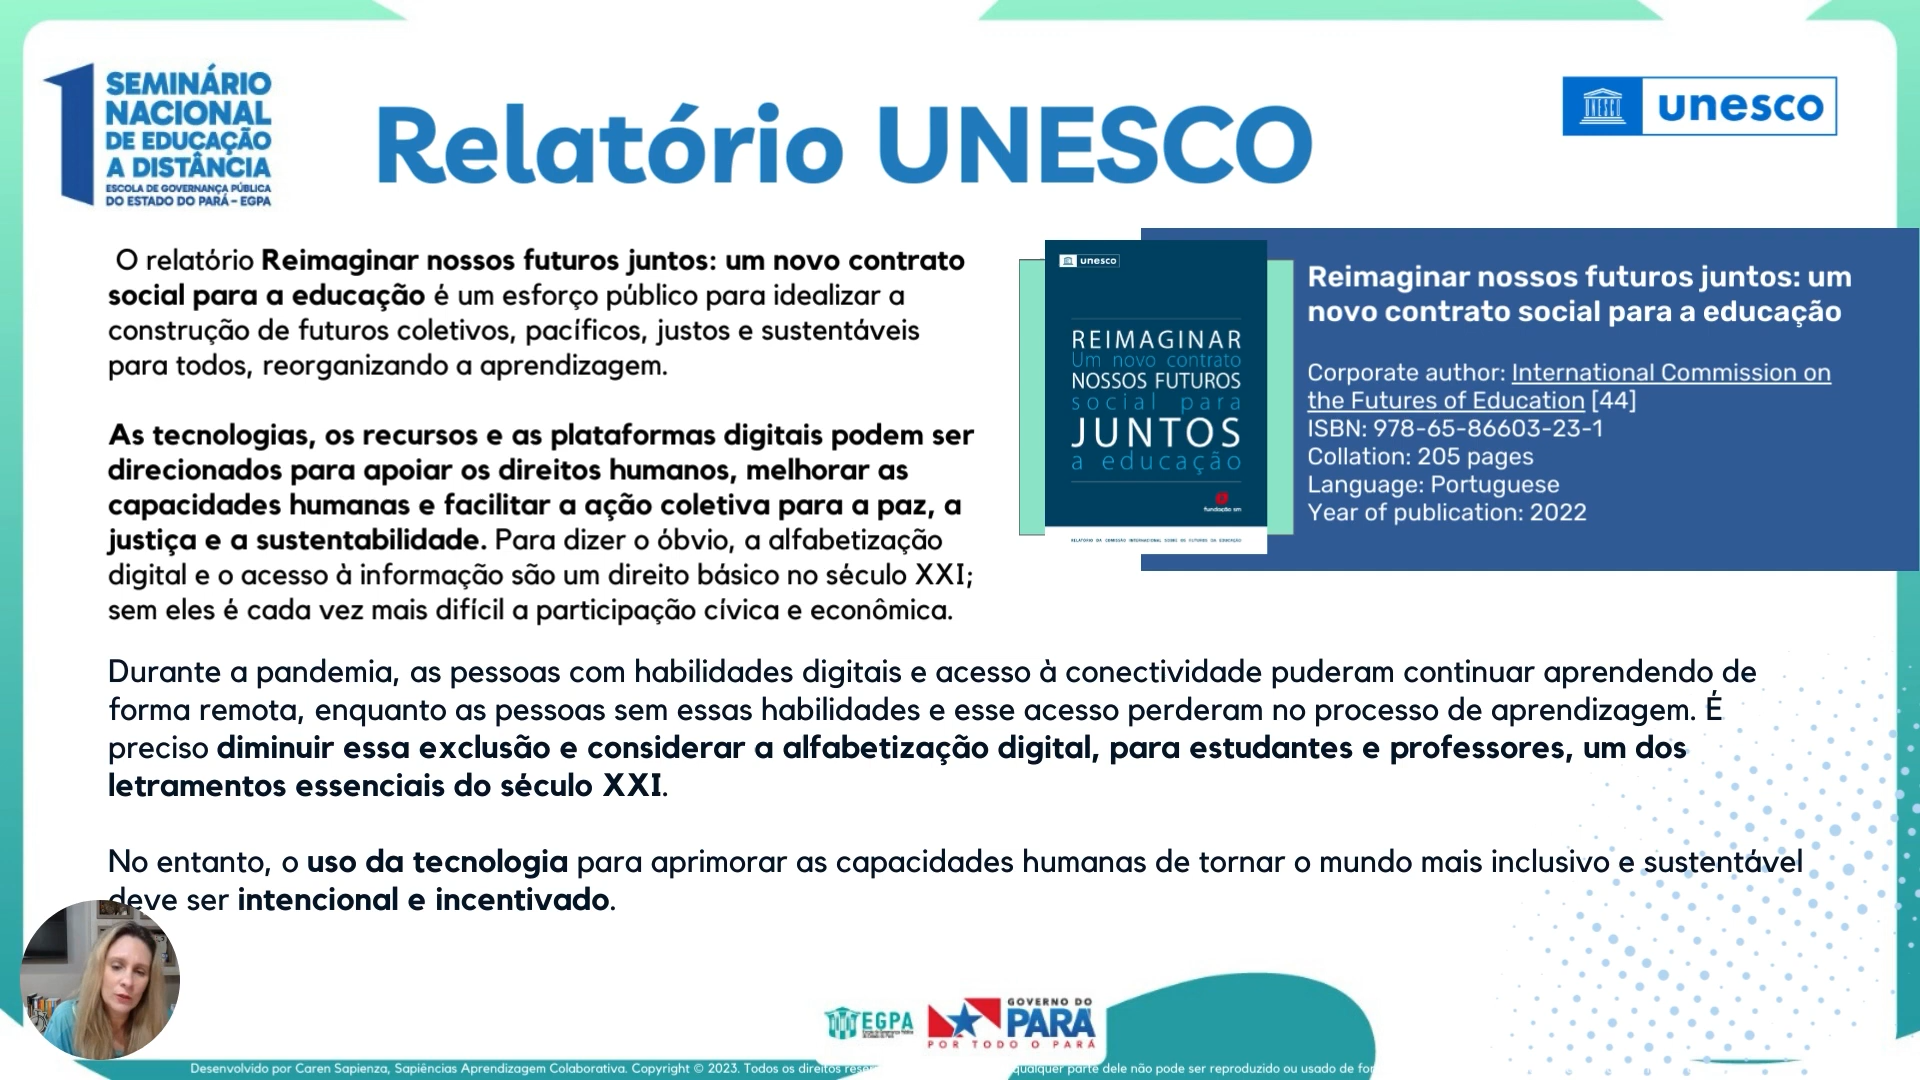 1 SEMINÁRIO
NACIONAL
DE EDUCAÇÃO
A DISTÂNCIA
ESCOLA DE GOVERNANÇA PÚBLICA
DO ESTADO DO PARÁ - EGPA
Relatório UNESCO
unesco
O relatório Reimaginar nossos futuros juntos: um novo contrato
social para a educação é um esforço público para idealizar a
construção de futuros coletivos, pacíficos, justos e sustentáveis
para todos, reorganizando a aprendizagem.
As tecnologias, os recursos e as plataformas digitais podem ser
direcionados para apoiar os direitos humanos, melhorar as
capacidades humanas e facilitar a ação coletiva para a paz, a
justiça e a sustentabilidade. Para dizer o óbvio, a alfabetização
digital e o acesso à informação são um direito básico no século XXI;
sem eles é cada vez mais difícil a participação cívica e econômica.
unesco
REIMAGINAR
Um novo contrato
NOSSOS FUTUROS
social para
JUNTOS
a educação
fundação sm
RELATÓRIO DA COMISSÃO INTERNACIONAL SOBRE OS FUTUROS DA EDUCAÇÃO
Reimaginar nossos futuros juntos: um
novo contrato social para a educação
Corporate author: International Commission on
the Futures of Education [44]
ISBN: 978-65-86603-23-1
Collation: 205 pages
Language: Portuguese
Year of publication: 2022
Durante a pandemia, as pessoas com habilidades digitais e acesso à conectividade puderam continuar aprendendo de
forma remota, enquanto as pessoas sem essas habilidades e esse acesso perderam no processo de aprendizagem. É
preciso diminuir essa exclusão e considerar a alfabetização digital, para estudantes e professores, um dos
letramentos essenciais do século XXI.
No entanto, o uso da tecnologia para aprimorar as capacidades humanas de tornar o mundo mais inclusivo e sustentável
deve ser intencional e incentivado.
EGPA
GOVERNO DO
PARÁ
POR TODO O PARÁ
Desenvolvido por Caren Sapienza, Sapiências Aprendizagem Colaborativa. Copyright © 2023. Todos os direitos qualquer parte dele não pode ser reproduzido ou usado de